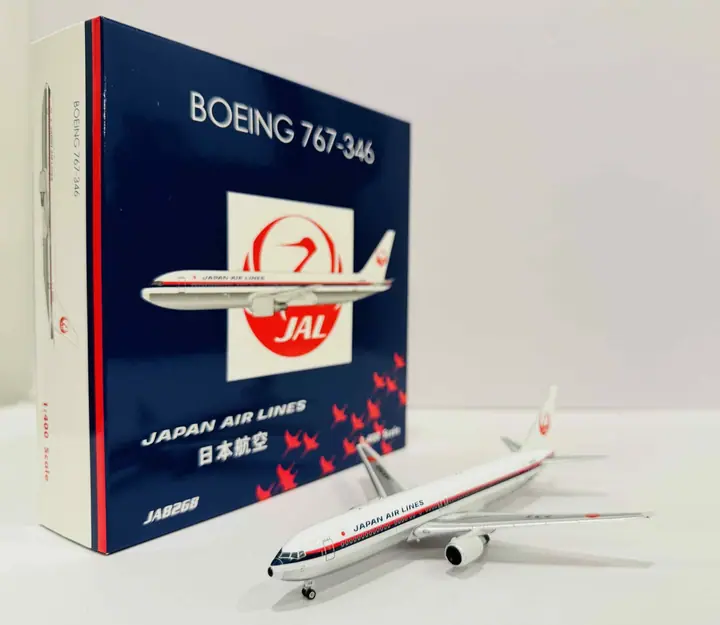 BOEING 767-346
BOEING 767-346
JAPAN AIR LINES
JAL
JAPAN AIR LINES
日本航空
JA8268
1:400 Scale
Scale
JAPAN AIR LINES